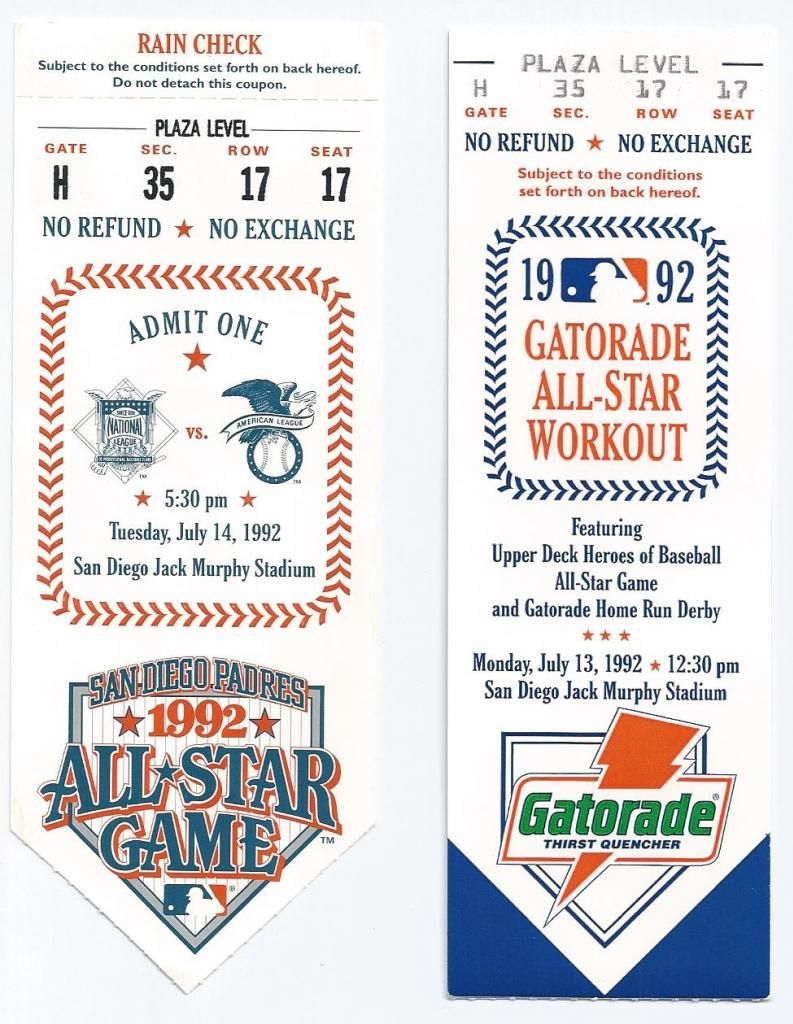 RAIN CHECK
Subject to the conditions set forth on back hereof.
Do not detach this coupon.
PLAZA LEVEL
GATE SEC. ROW SEAT
H 35 17 17
NO REFUND ★ NO EXCHANGE
ADMIT ONE
★
SINCE 1876
NATIONAL
LEAGUE
™
vs.
AMERICAN LEAGUE
™
★ 5:30 pm ★
Tuesday, July 14, 1992
San Diego Jack Murphy Stadium
SAN DIEGO PADRES
★ 1992 ★
ALL★STAR
GAME ™
®
PLAZA LEVEL
H 35 17 17
GATE SEC. ROW SEAT
NO REFUND ★ NO EXCHANGE
Subject to the conditions
set forth on back hereof.
19 92
GATORADE
ALL-STAR
WORKOUT
Featuring
Upper Deck Heroes of Baseball
All-Star Game
and Gatorade Home Run Derby
★ ★ ★
Monday, July 13, 1992 ★ 12:30 pm
San Diego Jack Murphy Stadium
Gatorade®
THIRST QUENCHER